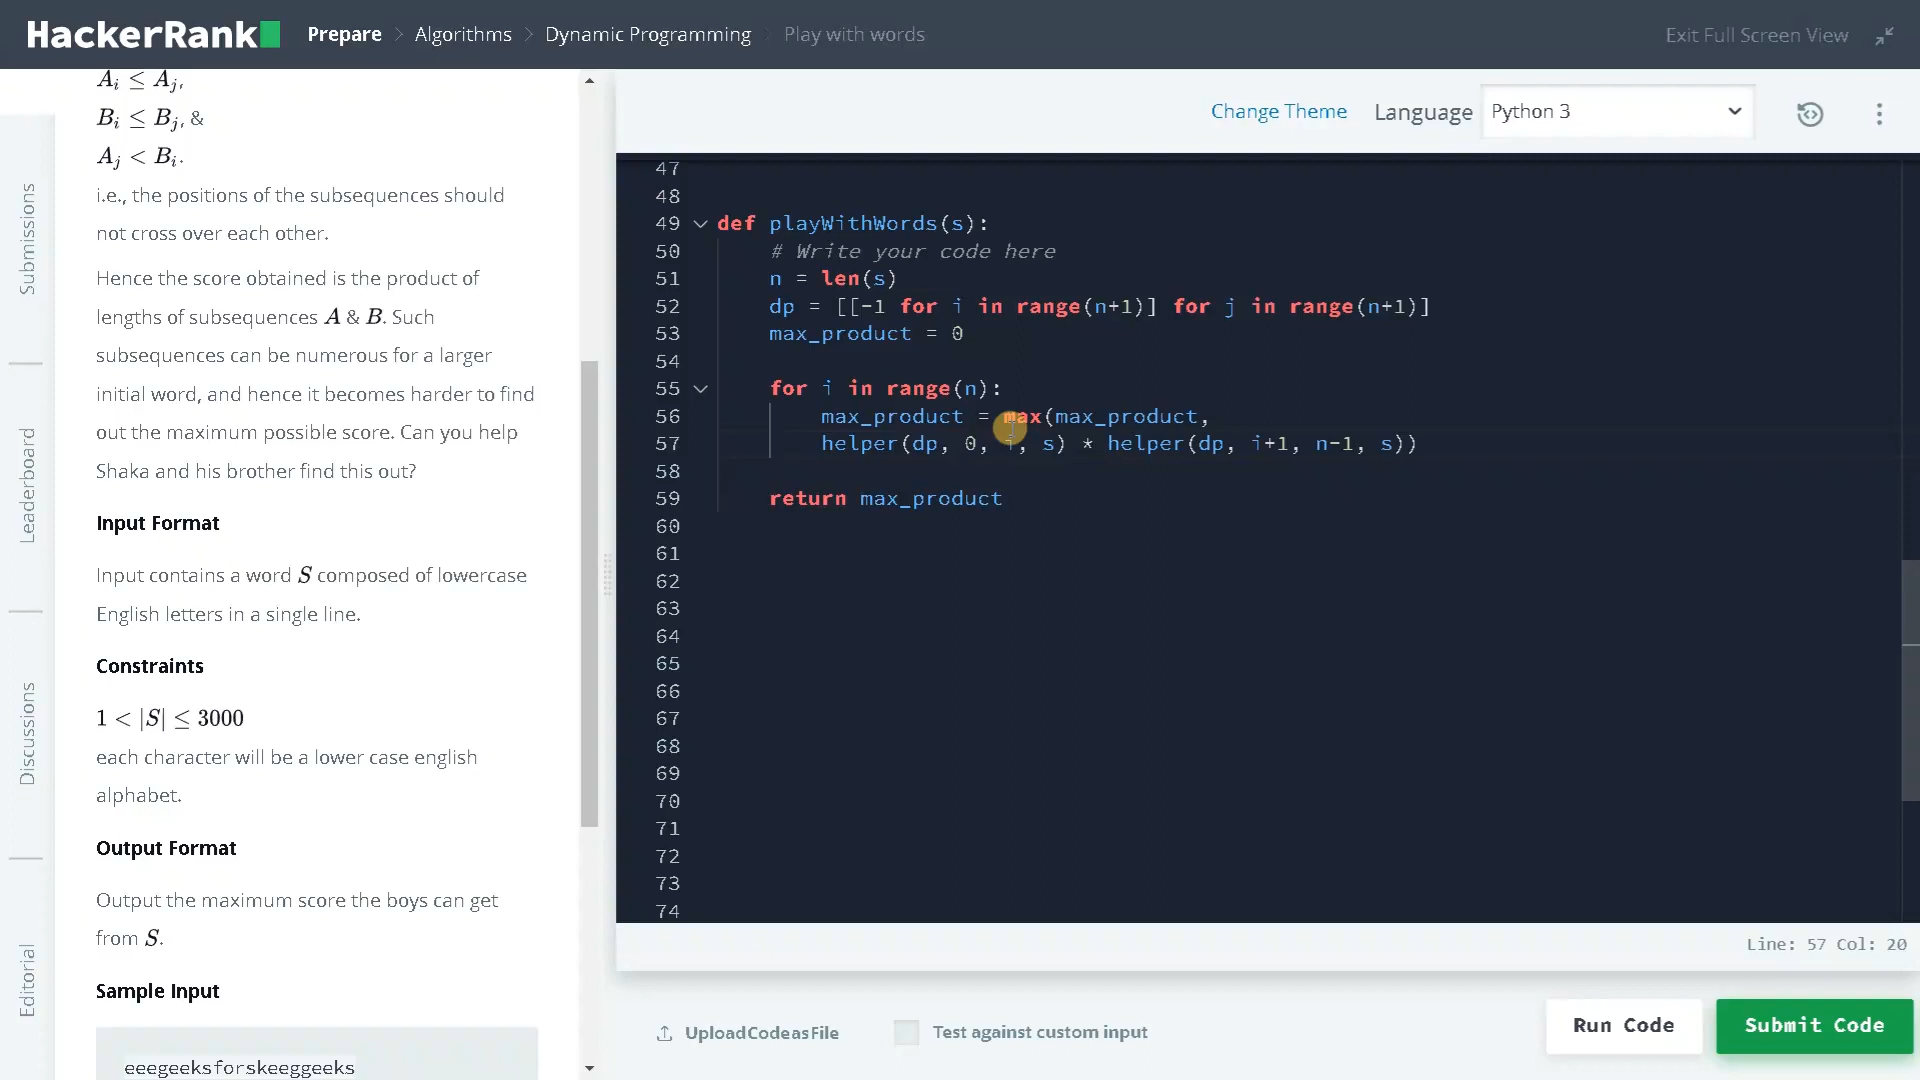 HackerRank
Prepare > Algorithms > Dynamic Programming Play with words
Exit Full Screen View
Submissions
Leaderboard
Discussions
Editorial
Aᵢ ≤ Aⱼ,
Bᵢ ≤ Bⱼ, &
Aⱼ < Bᵢ.
i.e., the positions of the subsequences should
not cross over each other.
Hence the score obtained is the product of
lengths of subsequences A & B. Such
subsequences can be numerous for a larger
initial word, and hence it becomes harder to find
out the maximum possible score. Can you help
Shaka and his brother find this out?
Input Format
Input contains a word S composed of lowercase
English letters in a single line.
Constraints
1 < |S| ≤ 3000
each character will be a lower case english
alphabet.
Output Format
Output the maximum score the boys can get
from S.
Sample Input
eeegeeksforskeeggeeks
Change Theme Language Python 3
47
48
49 def playWithWords(s):
50 # Write your code here
51 n = len(s)
52 dp = [[-1 for i in range(n+1)] for j in range(n+1)]
53 max_product = 0
54
55 for i in range(n):
56 max_product = max(max_product,
57 helper(dp, 0, i, s) * helper(dp, i+1, n-1, s))
58
59 return max_product
60
61
62
63
64
65
66
67
68
69
70
71
72
73
74
Line: 57 Col: 20
Upload Code as File
Test against custom input
Run Code
Submit Code